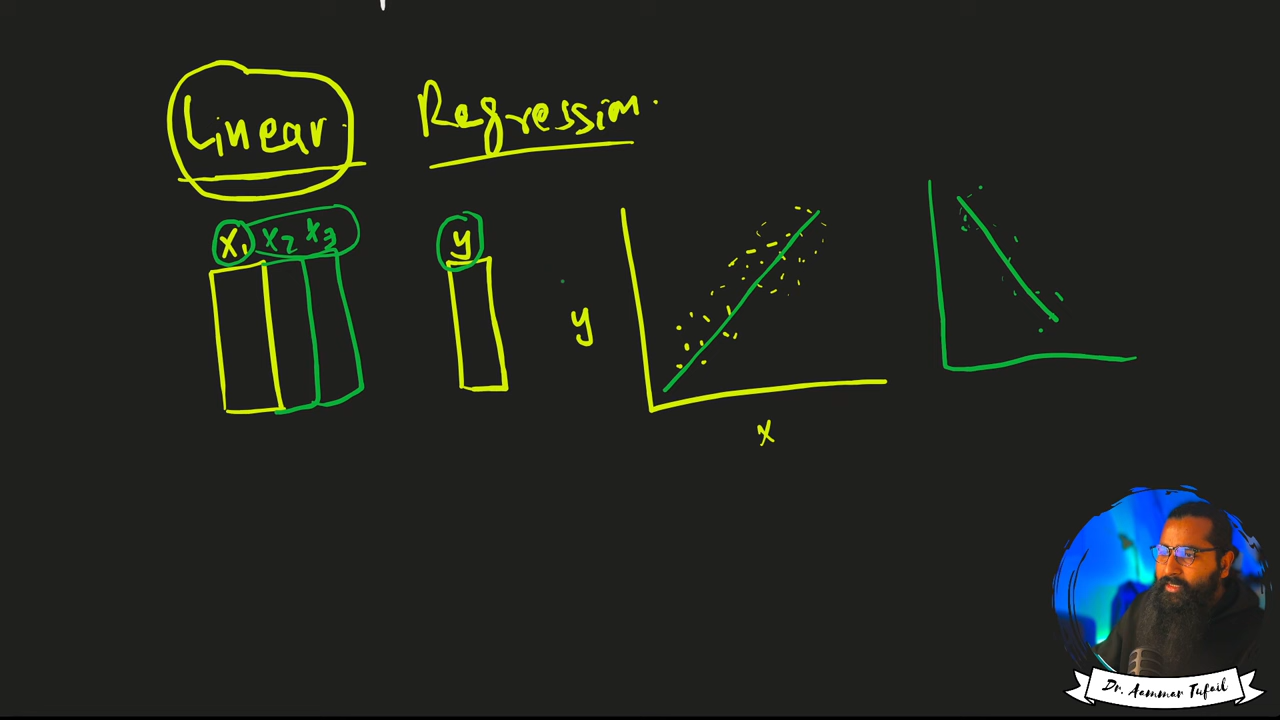 Linear Regression.
x1 x2 x3 y
y
x
Dr. Aammar Tufail